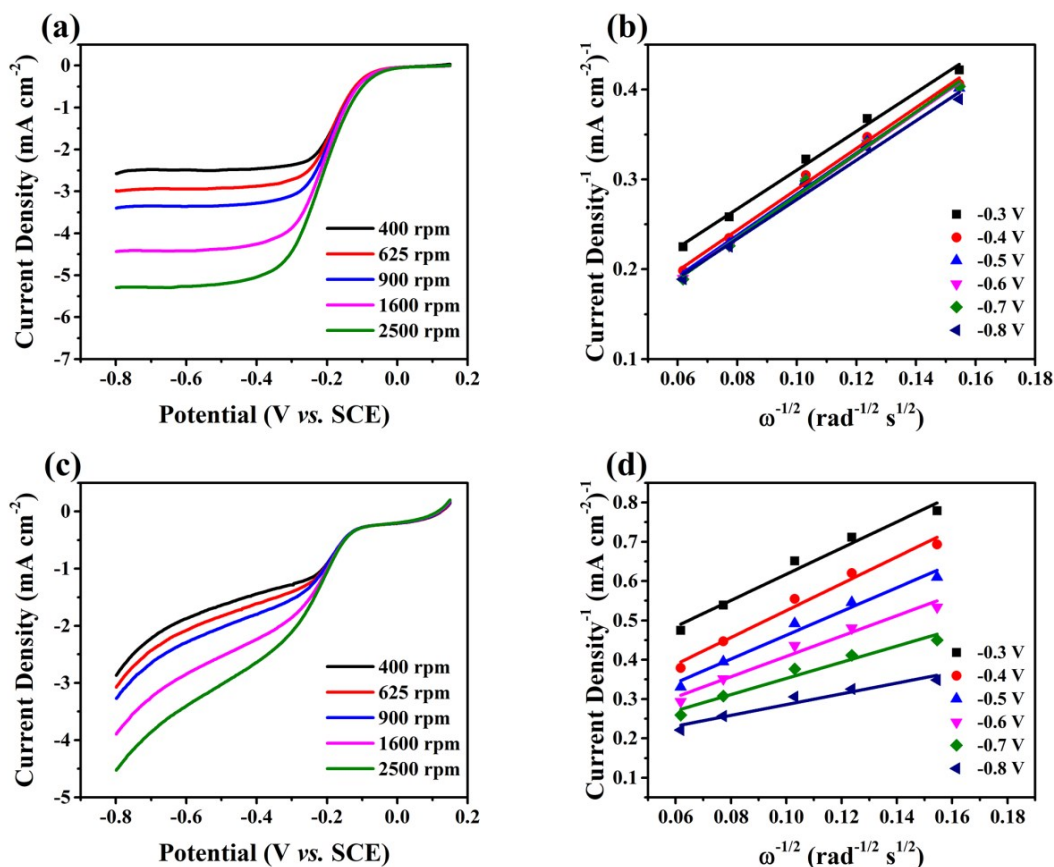 (a)
0
-1
-2
-3
-4
-5
-6
-7
Current Density (mA cm⁻²)
400 rpm
625 rpm
900 rpm
1600 rpm
2500 rpm
-0.8 -0.6 -0.4 -0.2 0.0 0.2
Potential (V vs. SCE)
(b)
0.4
0.3
0.2
0.1
Current Density⁻¹ (mA cm⁻²)⁻¹
-0.3 V
-0.4 V
-0.5 V
-0.6 V
-0.7 V
-0.8 V
0.06 0.08 0.10 0.12 0.14 0.16 0.18
ω⁻¹/² (rad⁻¹/² s¹/²)
(c)
0
-1
-2
-3
-4
-5
Current Density (mA cm⁻²)
400 rpm
625 rpm
900 rpm
1600 rpm
2500 rpm
-0.8 -0.6 -0.4 -0.2 0.0 0.2
Potential (V vs. SCE)
(d)
0.8
0.7
0.6
0.5
0.4
0.3
0.2
0.1
Current Density⁻¹ (mA cm⁻²)⁻¹
-0.3 V
-0.4 V
-0.5 V
-0.6 V
-0.7 V
-0.8 V
0.06 0.08 0.10 0.12 0.14 0.16 0.18
ω⁻¹/² (rad⁻¹/² s¹/²)